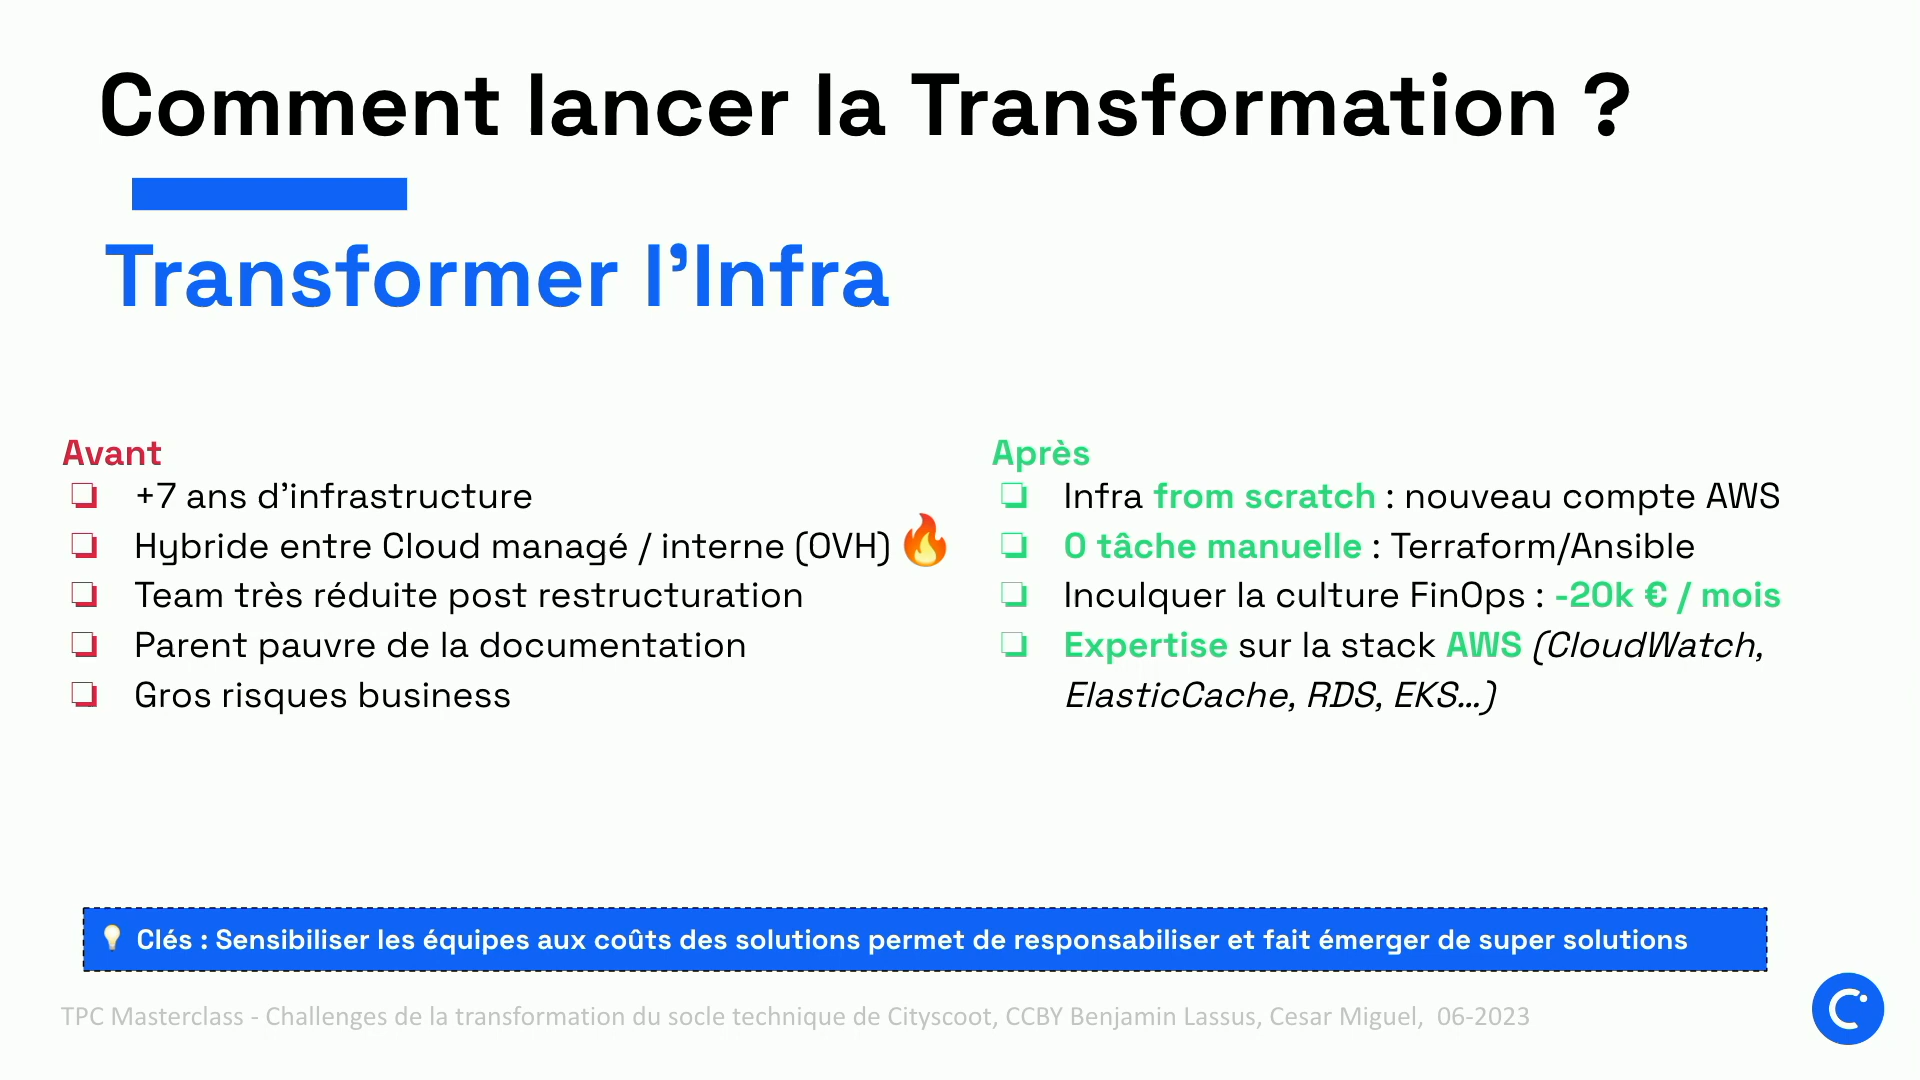 Comment lancer la Transformation ?
Transformer l’Infra
Avant
❏ +7 ans d’infrastructure
❏ Hybride entre Cloud managé / interne (OVH) 🔥
❏ Team très réduite post restructuration
❏ Parent pauvre de la documentation
❏ Gros risques business
Après
❏ Infra from scratch : nouveau compte AWS
❏ 0 tâche manuelle : Terraform/Ansible
❏ Inculquer la culture FinOps : -20k € / mois
❏ Expertise sur la stack AWS (CloudWatch,
ElasticCache, RDS, EKS…)
💡 Clés : Sensibiliser les équipes aux coûts des solutions permet de responsabiliser et fait émerger de super solutions
TPC Masterclass - Challenges de la transformation du socle technique de Cityscoot, CCBY Benjamin Lassus, Cesar Miguel, 06-2023